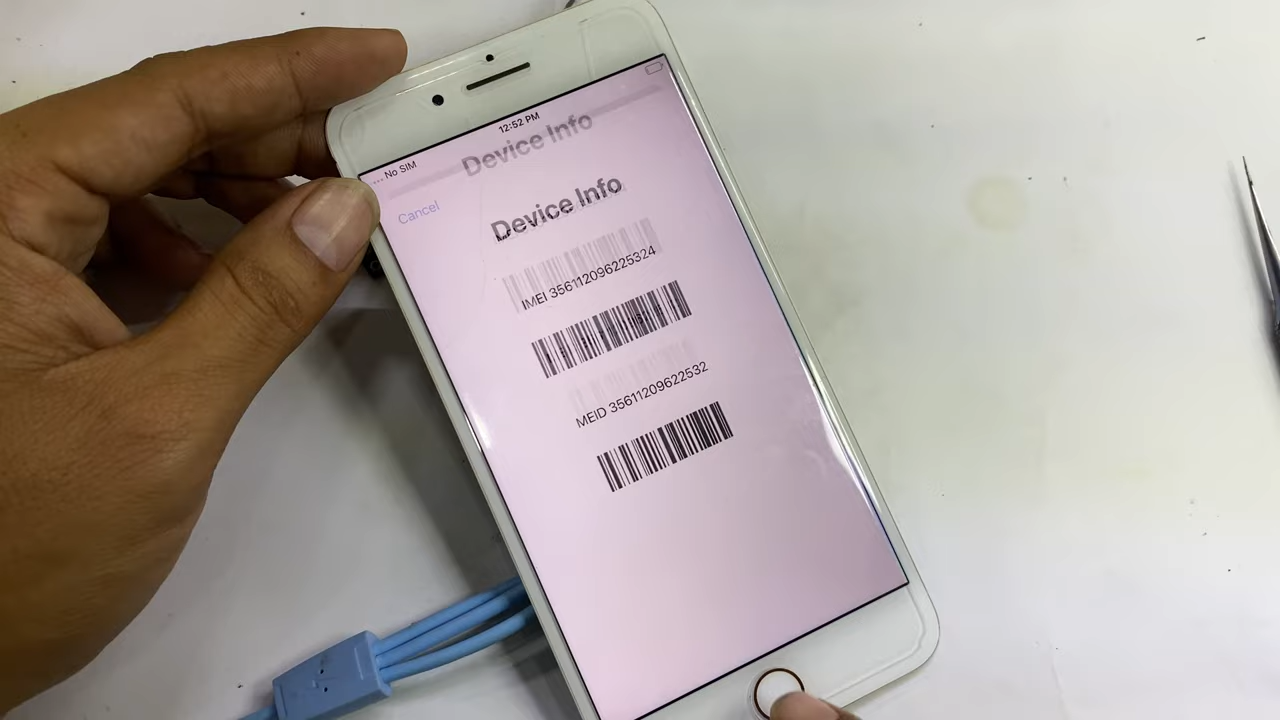 12:52 PM
No SIM
Device Info
Cancel
Device Info
IMEI 356112096225324
MEID 35611209622532